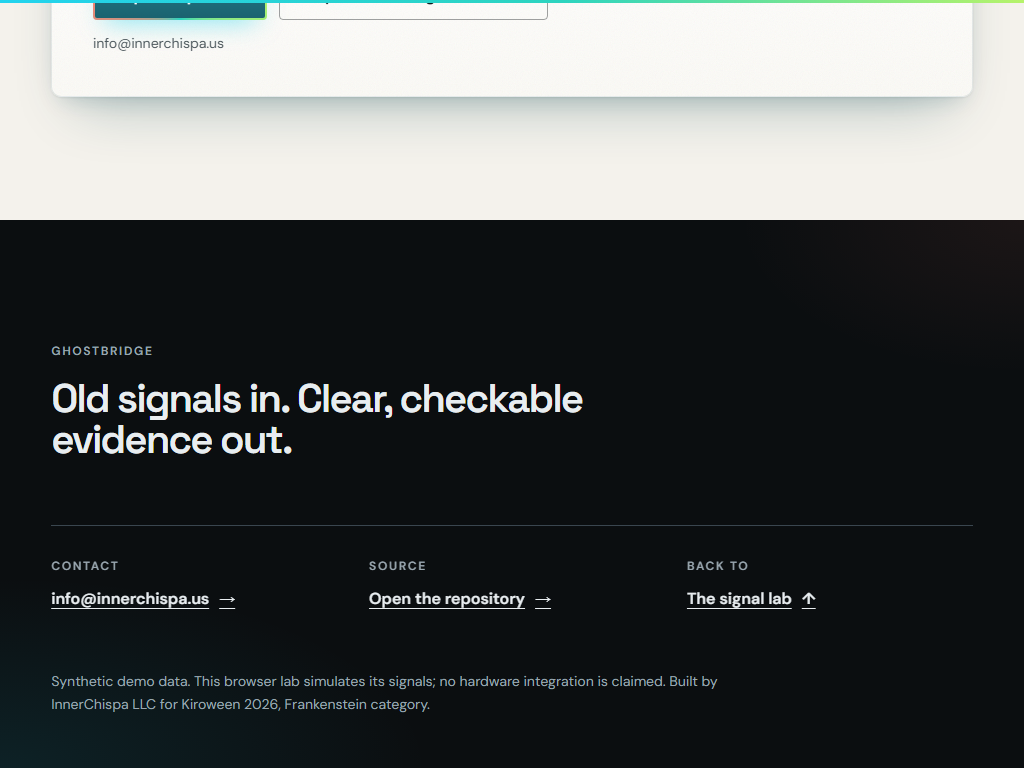 info@innerchispa.us
GHOSTBRIDGE
Old signals in. Clear, checkable
evidence out.
CONTACT
SOURCE
BACK TO
info@innerchispa.us →
Open the repository →
The signal lab ↑
Synthetic demo data. This browser lab simulates its signals; no hardware integration is claimed. Built by
InnerChispa LLC for Kiroween 2026, Frankenstein category.